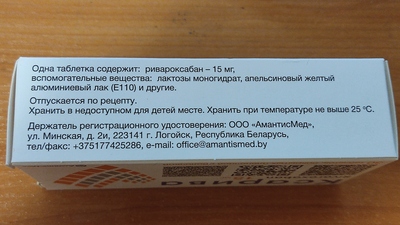 Одна таблетка содержит: ривароксабан – 15 мг,
вспомогательные вещества: лактозы моногидрат, апельсиновый желтый
алюминиевый лак (Е110) и другие.
Отпускается по рецепту.
Хранить в недоступном для детей месте. Хранить при температуре не выше 25 °С.
Держатель регистрационного удостоверения: ООО «АмантисМед»,
ул. Минская, д. 2и, 223141 г. Логойск, Республика Беларусь,
тел/факс: +375177425286, e-mail: office@amantismed.by